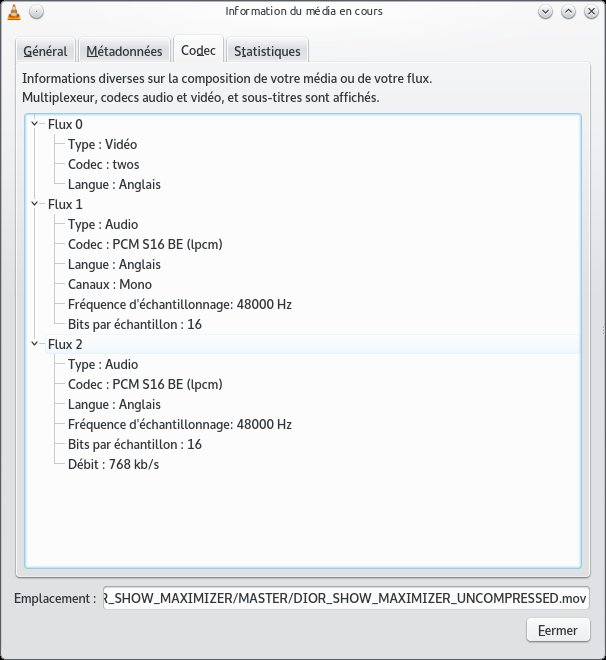 Information du média en cours
Général Métadonnées Codec Statistiques
Informations diverses sur la composition de votre média ou de votre flux.
Multiplexeur, codecs audio et vidéo, et sous-titres sont affichés.
Flux 0
Type : Vidéo
Codec : twos
Langue : Anglais
Flux 1
Type : Audio
Codec : PCM S16 BE (lpcm)
Langue : Anglais
Canaux : Mono
Fréquence d'échantillonnage: 48000 Hz
Bits par échantillon : 16
Flux 2
Type : Audio
Codec : PCM S16 BE (lpcm)
Langue : Anglais
Fréquence d'échantillonnage: 48000 Hz
Bits par échantillon : 16
Débit : 768 kb/s
Emplacement : R_SHOW_MAXIMIZER/MASTER/DIOR_SHOW_MAXIMIZER_UNCOMPRESSED.mov
Fermer